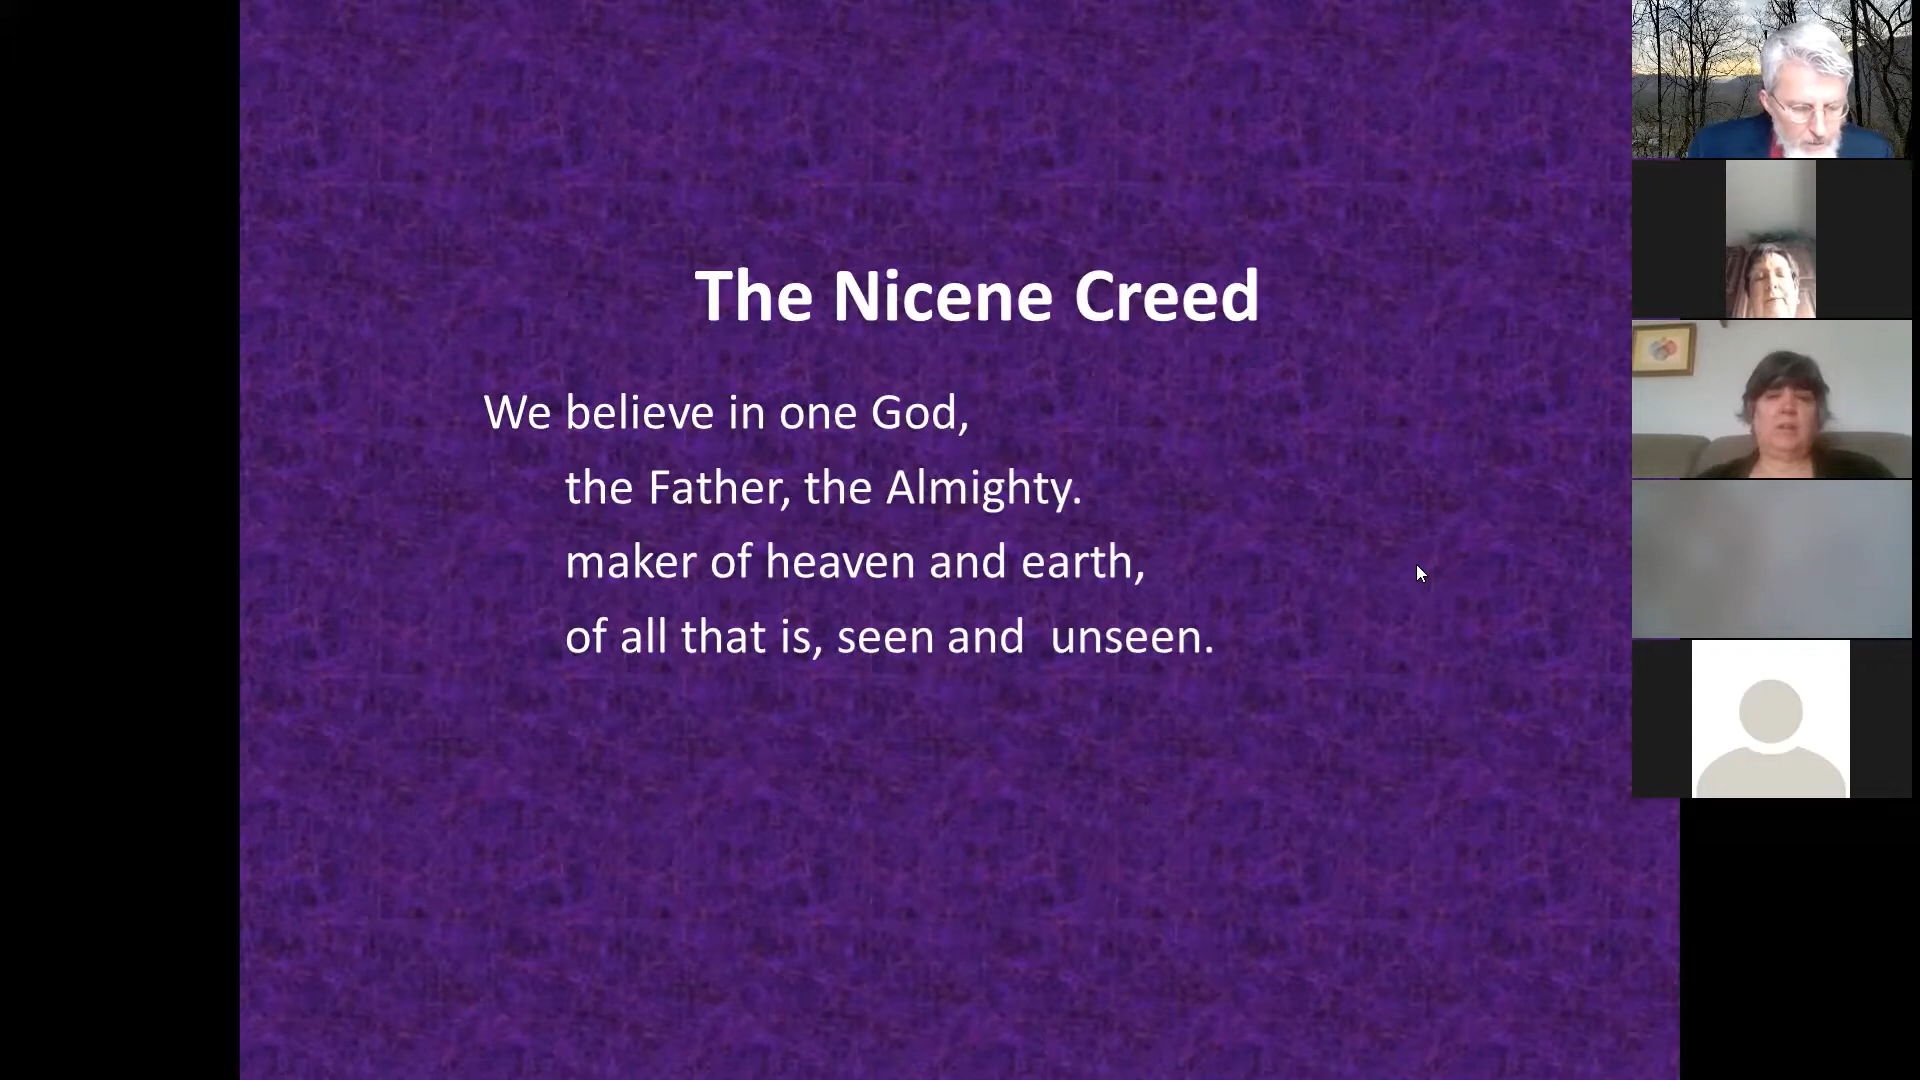 The Nicene Creed
We believe in one God,
the Father, the Almighty.
maker of heaven and earth,
of all that is, seen and  unseen.